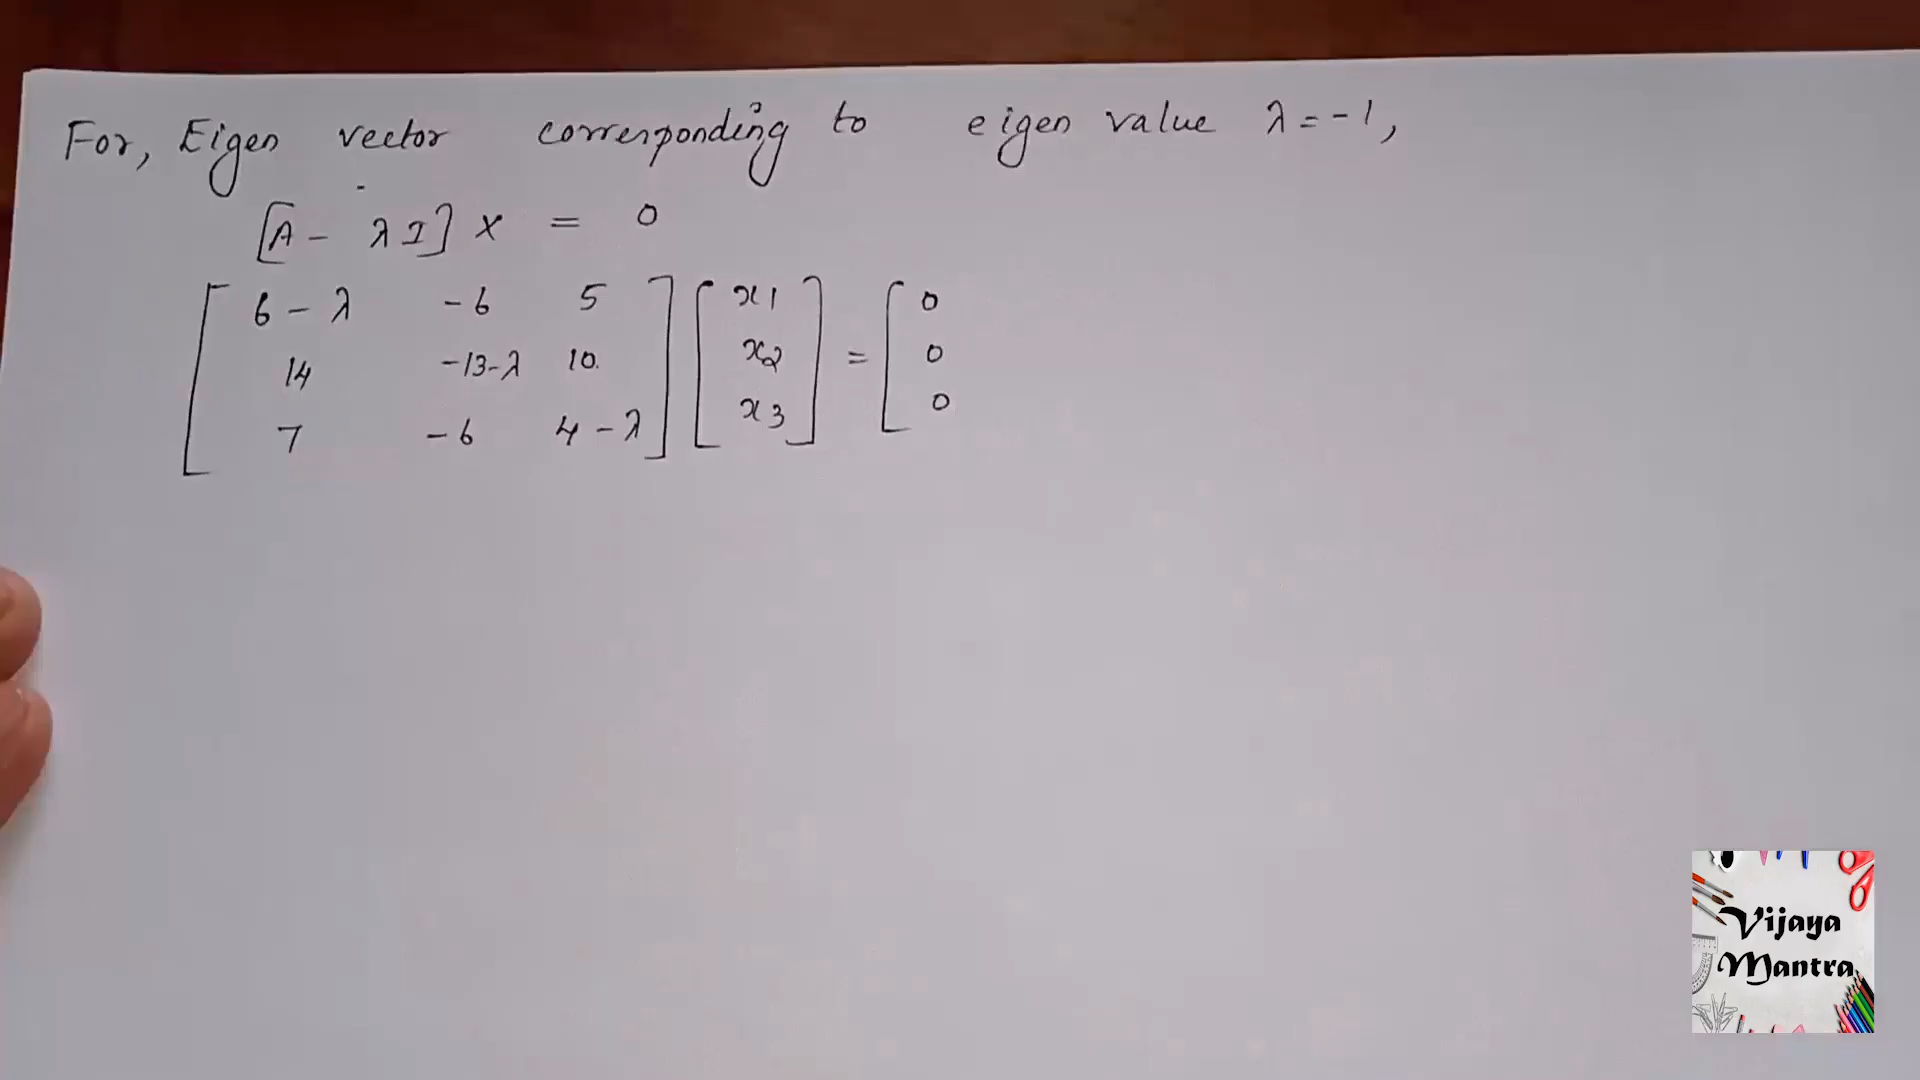 For, Eigen vector corresponding to eigen value λ = -1,
[A - λI] X = 0
[ 6 - λ -6 5 ] [ x1 ] [ 0 ]
[ 14 -13-λ 10 ] [ x2 ] = [ 0 ]
[ 7 -6 4 - λ ] [ x3 ] [ 0 ]
Vijaya
Mantra